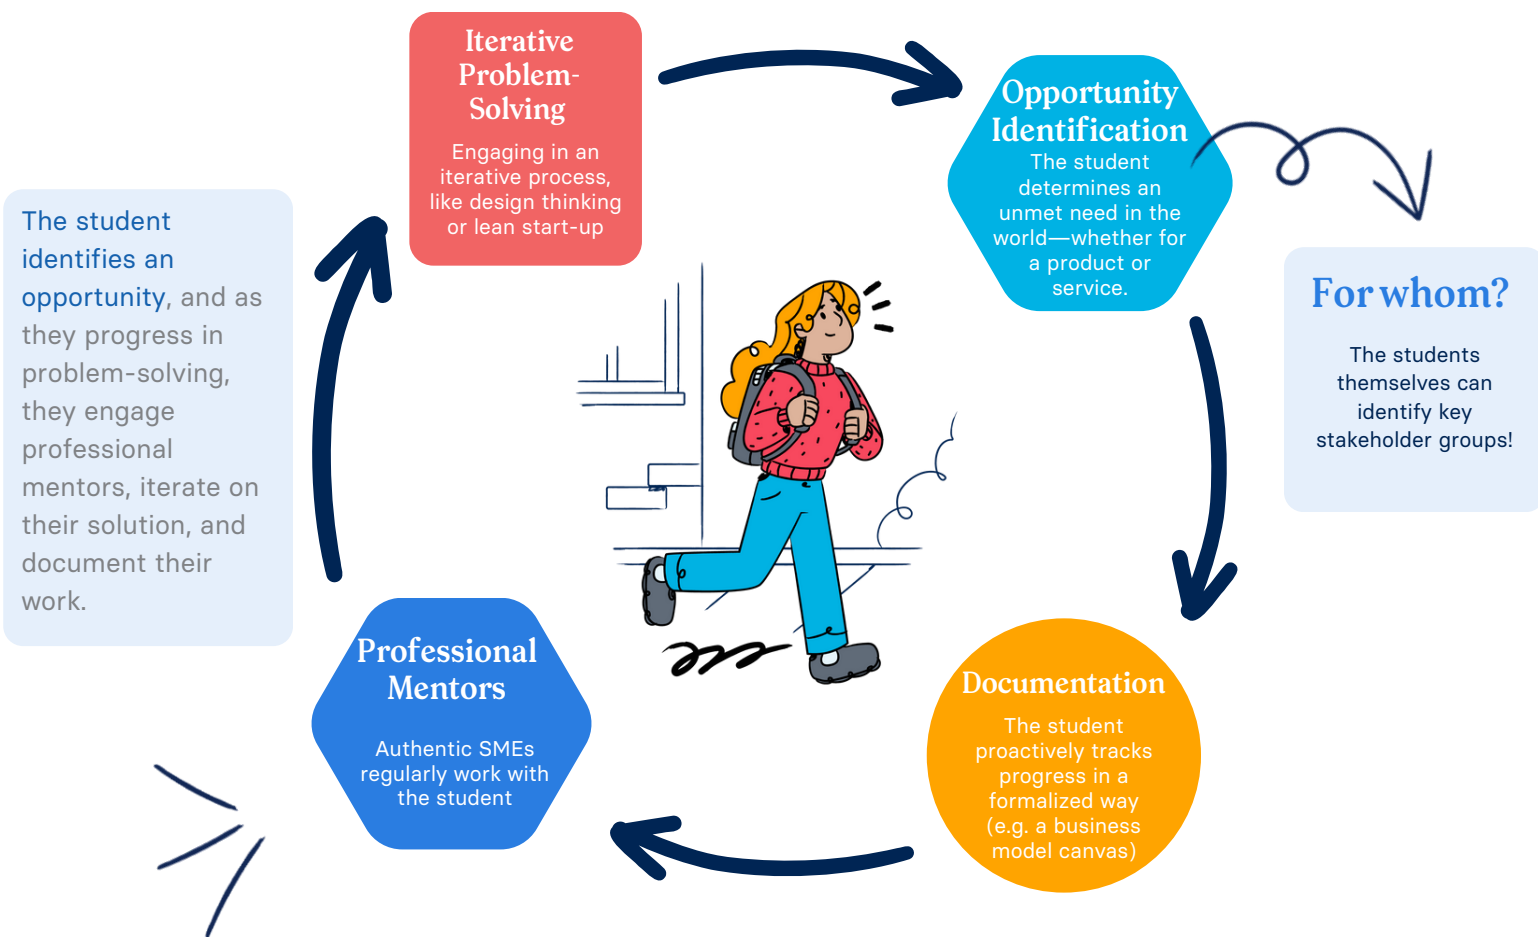 Iterative
Problem-
Solving
Engaging in an
iterative process,
like design thinking
or lean start-up
Opportunity
Identification
The student
determines an
unmet need in the
world—whether for
a product or
service.
For whom?
The students
themselves can
identify key
stakeholder groups!
The student
identifies an
opportunity, and as
they progress in
problem-solving,
they engage
professional
mentors, iterate on
their solution, and
document their
work.
Professional
Mentors
Authentic SMEs
regularly work with
the student
Documentation
The student
proactively tracks
progress in a
formalized way
(e.g. a business
model canvas)